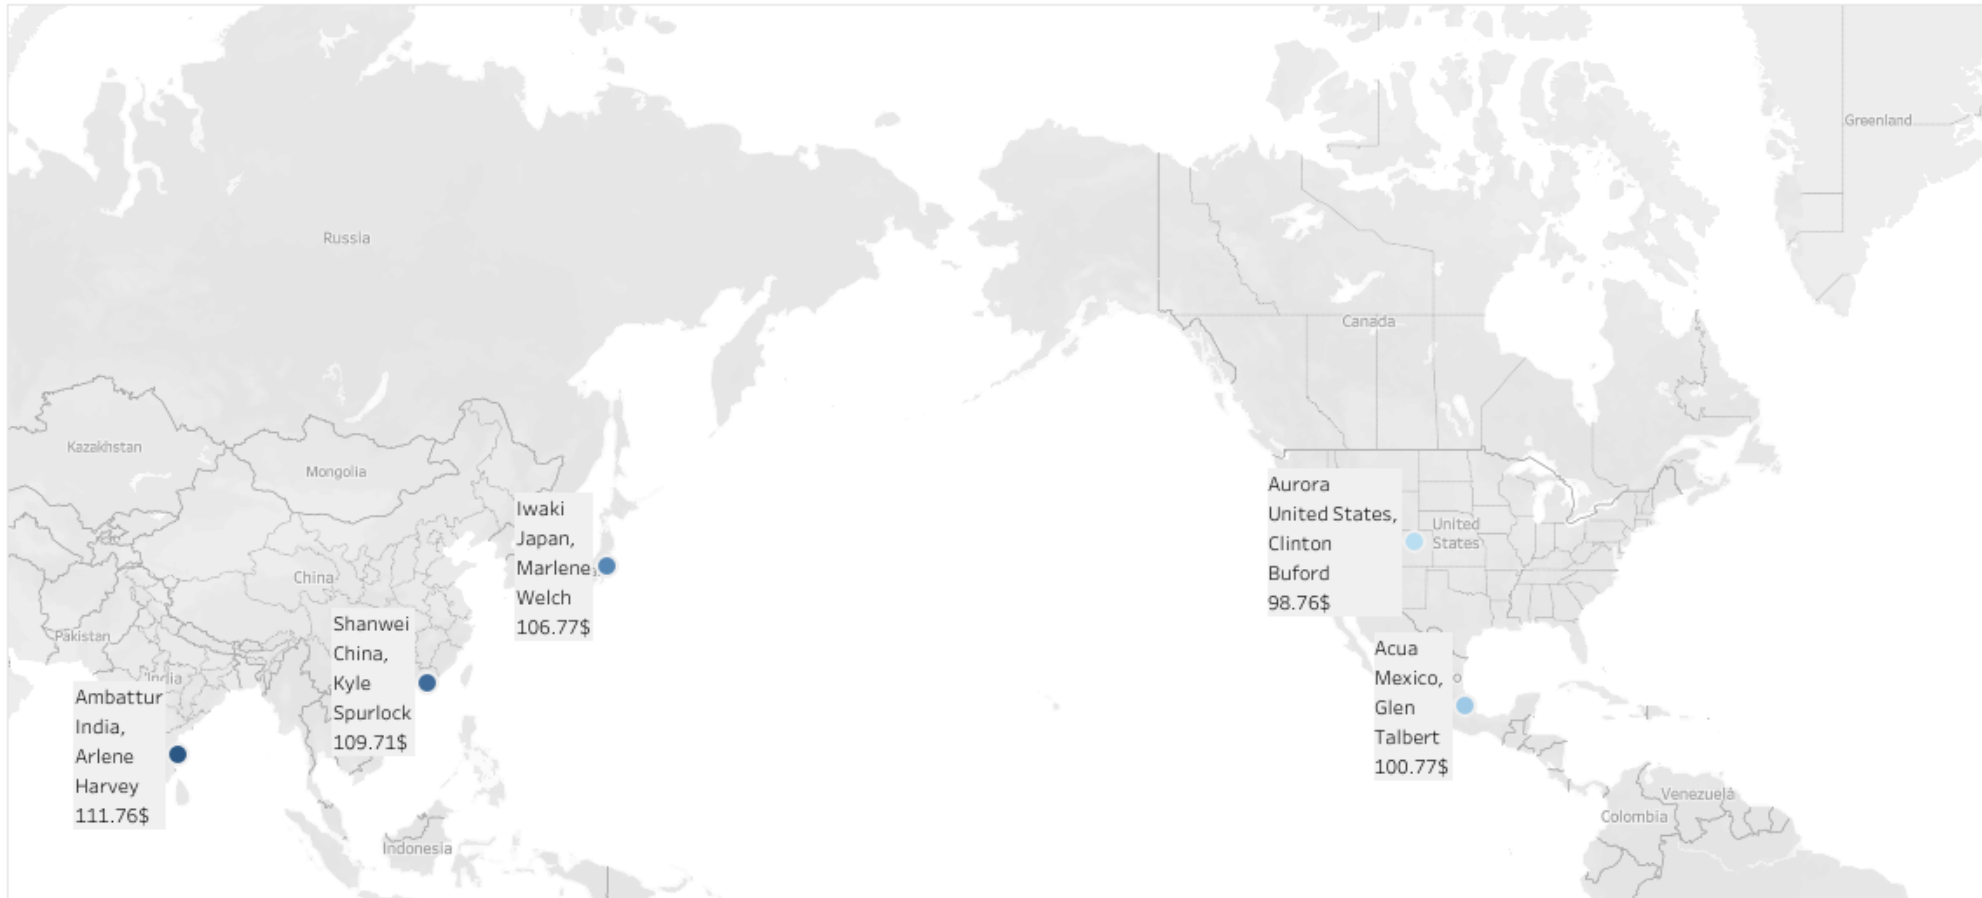 Greenland
Russia
Canada
Kazakhstan
Mongolia
Aurora
United States,
Clinton
Buford
98.76$
United
States
Iwaki
Japan,
Marlene
Welch
106.77$
China
Shanwei
China,
Kyle
Spurlock
109.71$
Pakistan
India
Ambattur
India,
Arlene
Harvey
111.76$
Acua
Mexico,
Glen
Talbert
100.77$
Venezuela
Colombia
Indonesia